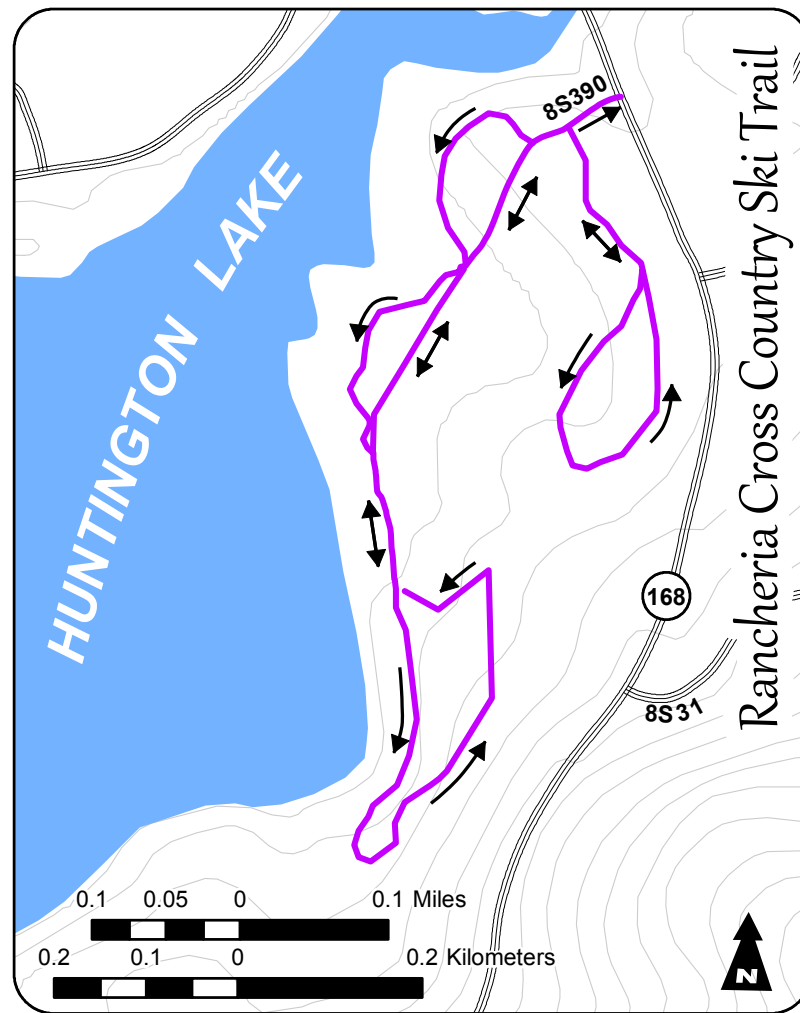 8S390
HUNTINGTON LAKE
Rancheria Cross Country Ski Trail
168
8S31
0.1 0.05 0 0.1 Miles
0.2 0.1 0 0.2 Kilometers
N